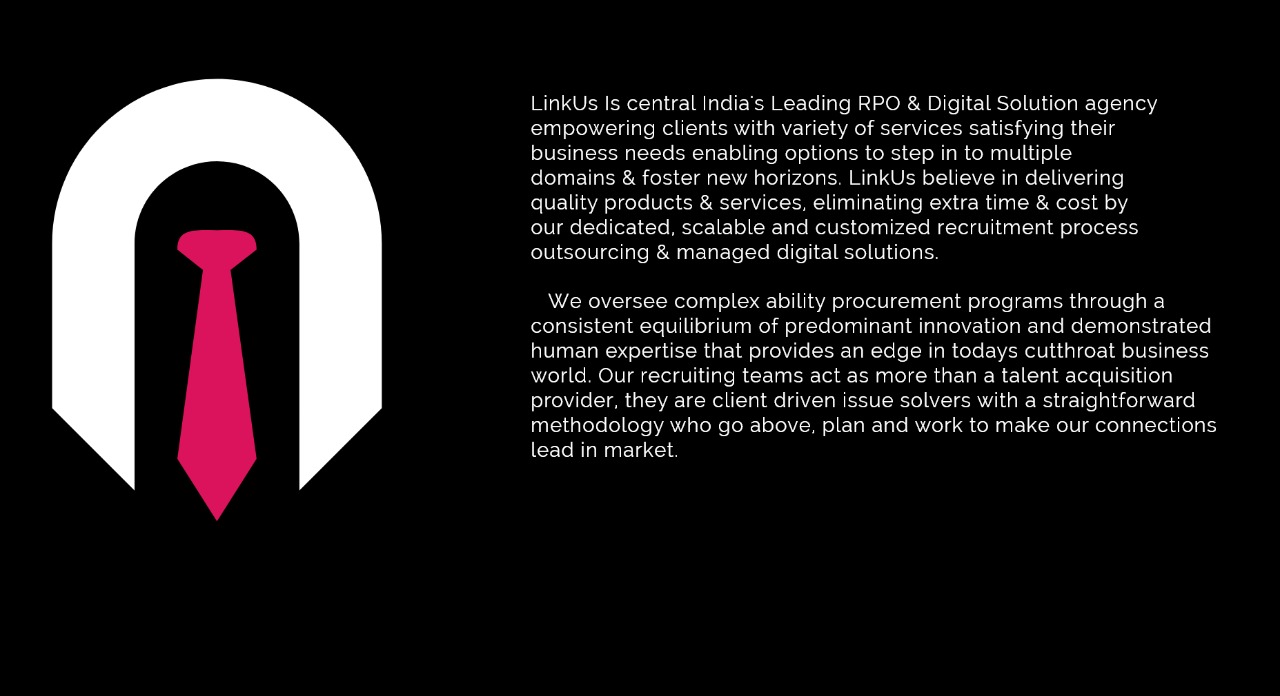 LinkUs Is central India's Leading RPO & Digital Solution agency
empowering clients with variety of services satisfying their
business needs enabling options to step in to multiple
domains & foster new horizons. LinkUs believe in delivering
quality products & services, eliminating extra time & cost by
our dedicated, scalable and customized recruitment process
outsourcing & managed digital solutions.
We oversee complex ability procurement programs through a
consistent equilibrium of predominant innovation and demonstrated
human expertise that provides an edge in todays cutthroat business
world. Our recruiting teams act as more than a talent acquisition
provider, they are client driven issue solvers with a straightforward
methodology who go above, plan and work to make our connections
lead in market.